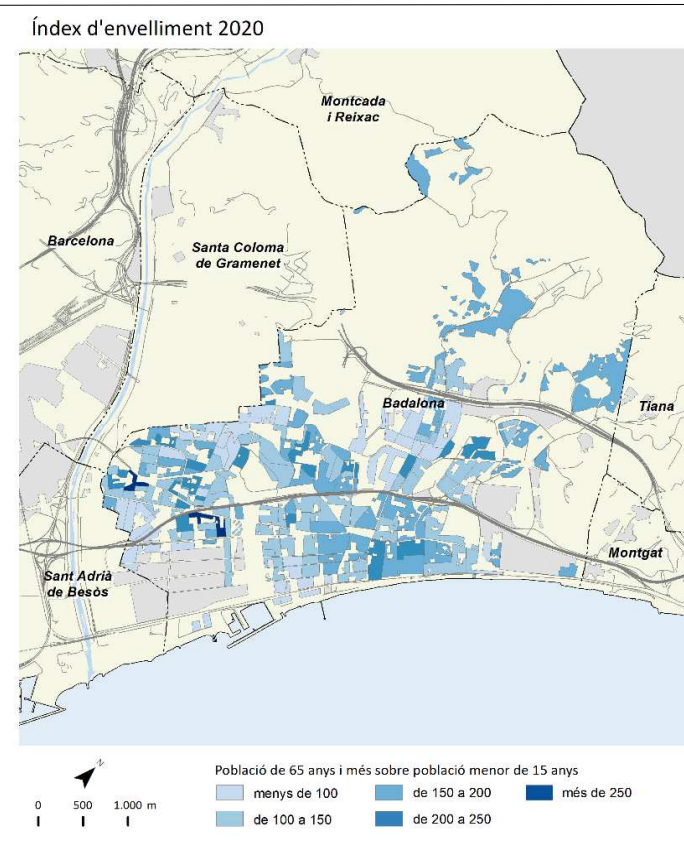 Índex d'envelliment 2020
Montcada
i Reixac
Barcelona
Santa Coloma
de Gramenet
Badalona
Tiana
Montgat
Sant Adrià
de Besòs
N
0 500 1.000 m
Població de 65 anys i més sobre població menor de 15 anys
menys de 100
de 150 a 200
més de 250
de 100 a 150
de 200 a 250